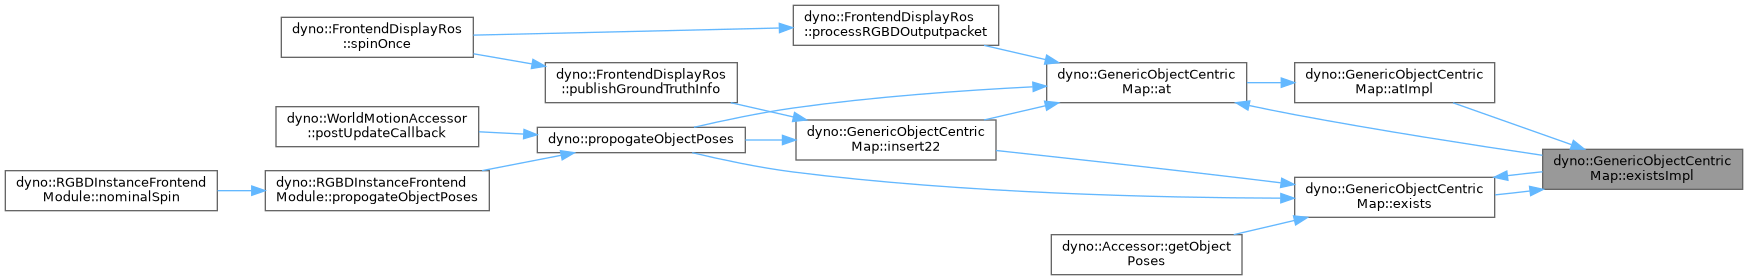 dyno::FrontendDisplayRos
::spinOnce
dyno::FrontendDisplayRos
::processRGBDOutputpacket
dyno::FrontendDisplayRos
::publishGroundTruthInfo
dyno::GenericObjectCentric
Map::at
dyno::GenericObjectCentric
Map::atImpl
dyno::WorldMotionAccessor
::postUpdateCallback
dyno::propogateObjectPoses
dyno::GenericObjectCentric
Map::insert22
dyno::GenericObjectCentric
Map::existsImpl
dyno::RGBDInstanceFrontend
Module::nominalSpin
dyno::RGBDInstanceFrontend
Module::propogateObjectPoses
dyno::GenericObjectCentric
Map::exists
dyno::Accessor::getObject
Poses